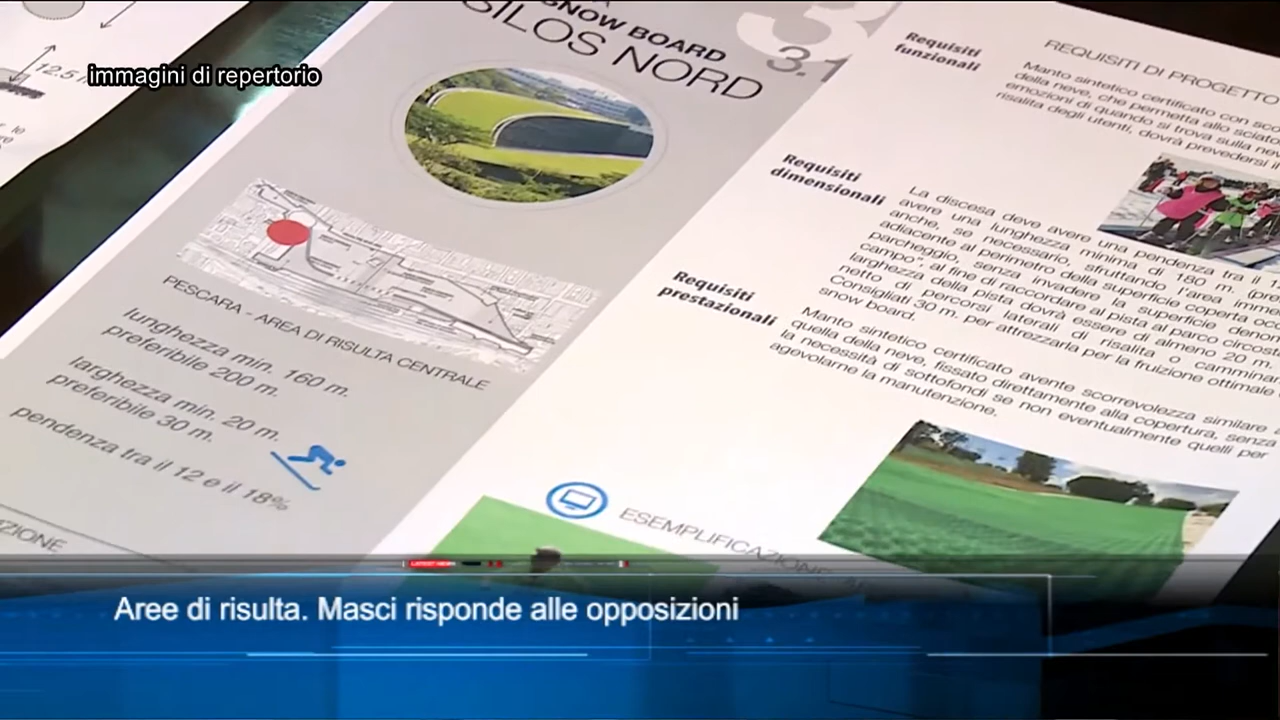 immagini di repertorio
12.5
SNOW BOARD
SILOS NORD
3.1
PESCARA - AREA DI RISULTA CENTRALE
lunghezza min. 160 m.
preferibile 200 m.
larghezza min. 20 m.
preferibile 30 m.
pendenza tra il 12 e il 18%
Requisiti
funzionali
REQUISITI DI PROGETTO
Manto sintetico certificato con
della neve, che permetta allo
emozioni di quando si trova sulla
risalita degli utenti, dovrà prevedersi
Requisiti
dimensionali
La discesa deve avere una pendenza tra il
avere una lunghezza minima di 180 m.
anche, se necessario, sfruttando l'area
adiacente al perimetro della superficie coperta
parcheggio, senza invadere la superficie
campo", al fine di raccordare al pista al parco
larghezza della pista dovrà essere di almeno 20 m.
netto di percorsi laterali di risalita o
Consigliati 30 m. per attrezzarla per la fruizione ottimale
snow board.
Requisiti
prestazionali
Manto sintetico certificato avente scorrevolezza similare a
quella della neve, fissato direttamente alla copertura, senza
la necessità di sottofondi se non eventualmente quelli per
agevolarne la manutenzione.
ESEMPLIFICAZIONE
LATEST NEWS
Aree di risulta. Masci risponde alle opposizioni